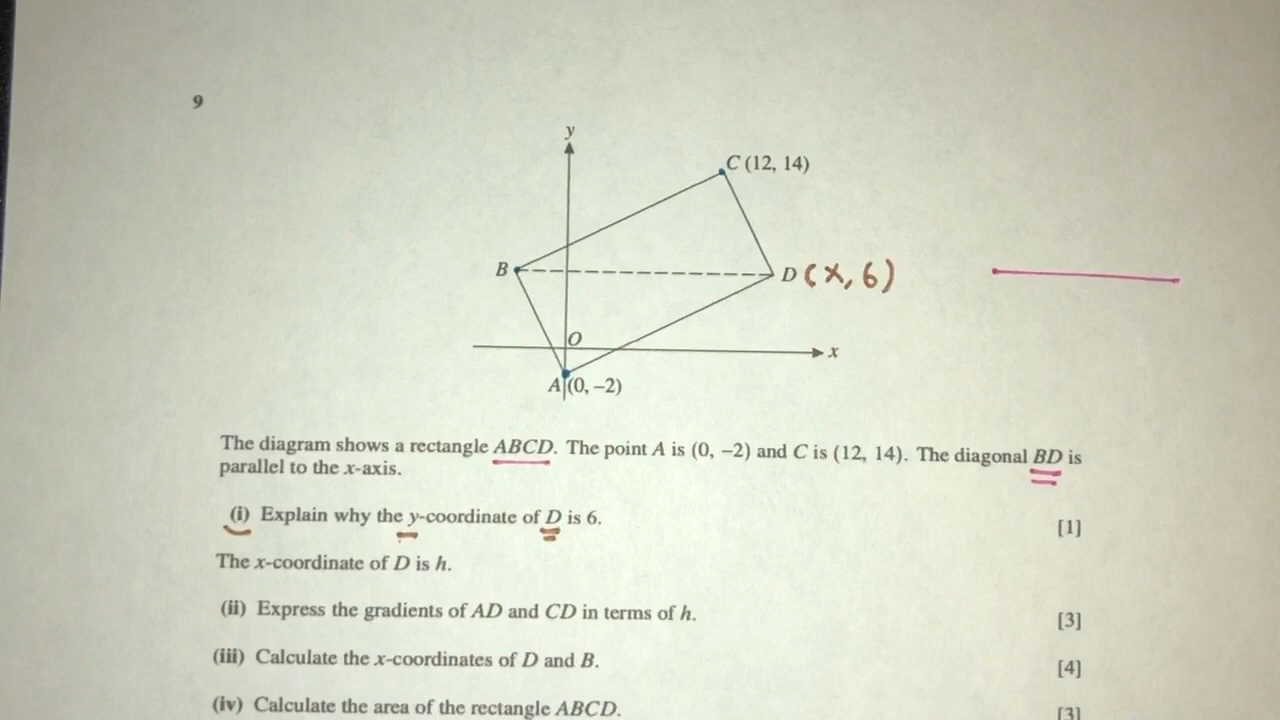 9
y
C (12, 14)
B
D (x, 6)
O
x
A (0, –2)
The diagram shows a rectangle ABCD. The point A is (0, –2) and C is (12, 14). The diagonal BD is
parallel to the x-axis.
(i) Explain why the y-coordinate of D is 6. [1]
The x-coordinate of D is h.
(ii) Express the gradients of AD and CD in terms of h. [3]
(iii) Calculate the x-coordinates of D and B. [4]
(iv) Calculate the area of the rectangle ABCD. [3]